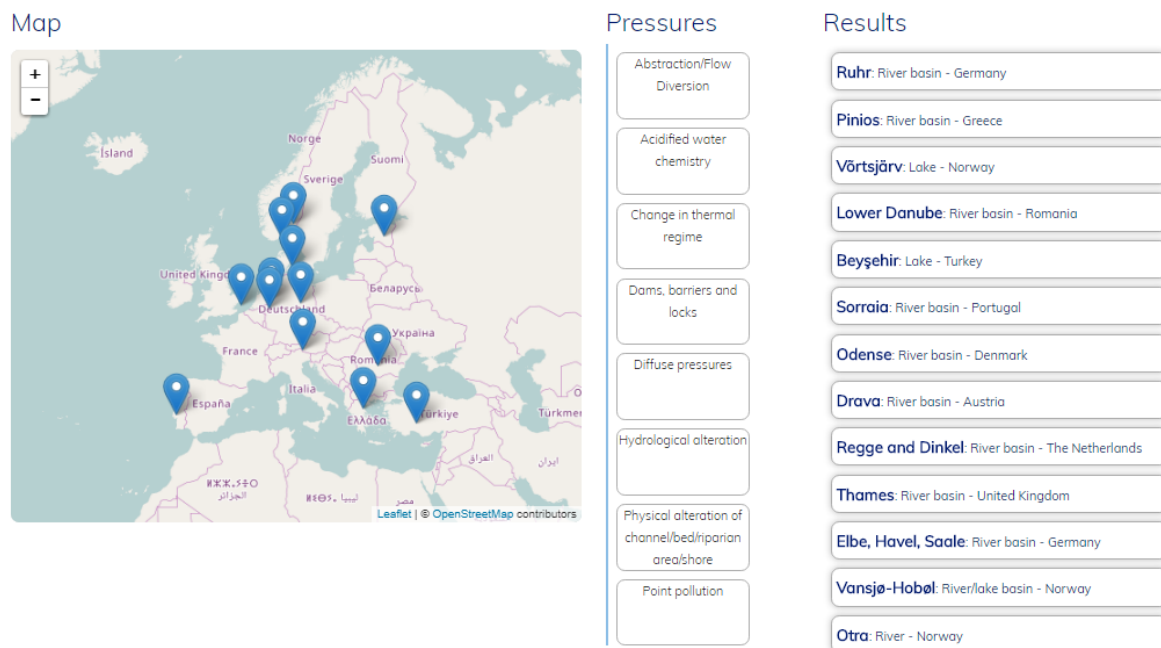 Map
+
−
Ísland
Norge
Suomi
Sverige
United Kingd
Беларусь
Deutschland
Україна
France
România
Italia
España
Ελλάδα
Türkiye
Türkmen
العراق
ایران
ⵍⵣⵣⴰⵢⴻⵔ
الجزائر
ليبيا
مصر
Leaflet | © OpenStreetMap contributors
Pressures
Abstraction/Flow
Diversion
Acidified water
chemistry
Change in thermal
regime
Dams, barriers and
locks
Diffuse pressures
Hydrological alteration
Physical alteration of
channel/bed/riparian
area/shore
Point pollution
Results
Ruhr: River basin - Germany
Pinios: River basin - Greece
Võrtsjärv: Lake - Norway
Lower Danube: River basin - Romania
Beyşehir: Lake - Turkey
Sorraia: River basin - Portugal
Odense: River basin - Denmark
Drava: River basin - Austria
Regge and Dinkel: River basin - The Netherlands
Thames: River basin - United Kingdom
Elbe, Havel, Saale: River basin - Germany
Vansjø-Hobøl: River/lake basin - Norway
Otra: River - Norway